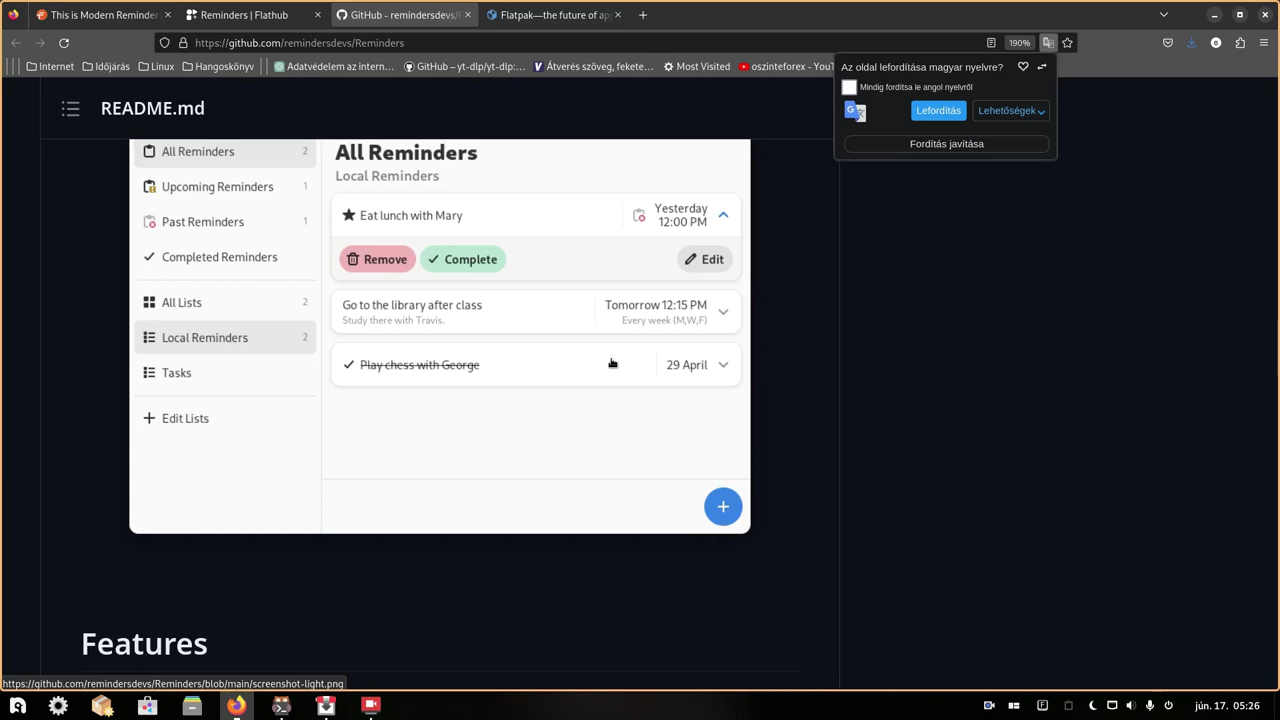 This is Modern Reminder
Reminders | Flathub
GitHub - remindersdevs/
Flatpak—the future of ap
https://github.com/remindersdevs/Reminders
190%
Internet
Időjárás
Linux
Hangoskönyv
Adatvédelem az intern...
GitHub – yt-dlp/yt-dlp:...
Átverés szöveg, fekete...
Most Visited
oszinteforex - YouT
Az oldal lefordítása magyar nyelvre?
Mindig fordítsa le angol nyelvről
Lefordítás
Lehetőségek
Fordítás javítása
README.md
All Reminders 2
Upcoming Reminders 1
Past Reminders 1
Completed Reminders
All Lists 2
Local Reminders 2
Tasks
Edit Lists
All Reminders
Local Reminders
Eat lunch with Mary
Yesterday
12:00 PM
Remove
Complete
Edit
Go to the library after class
Study there with Travis.
Tomorrow 12:15 PM
Every week (M,W,F)
Play chess with George
29 April
Features
https://github.com/remindersdevs/Reminders/blob/main/screenshot-light.png
jún. 17. 05:26